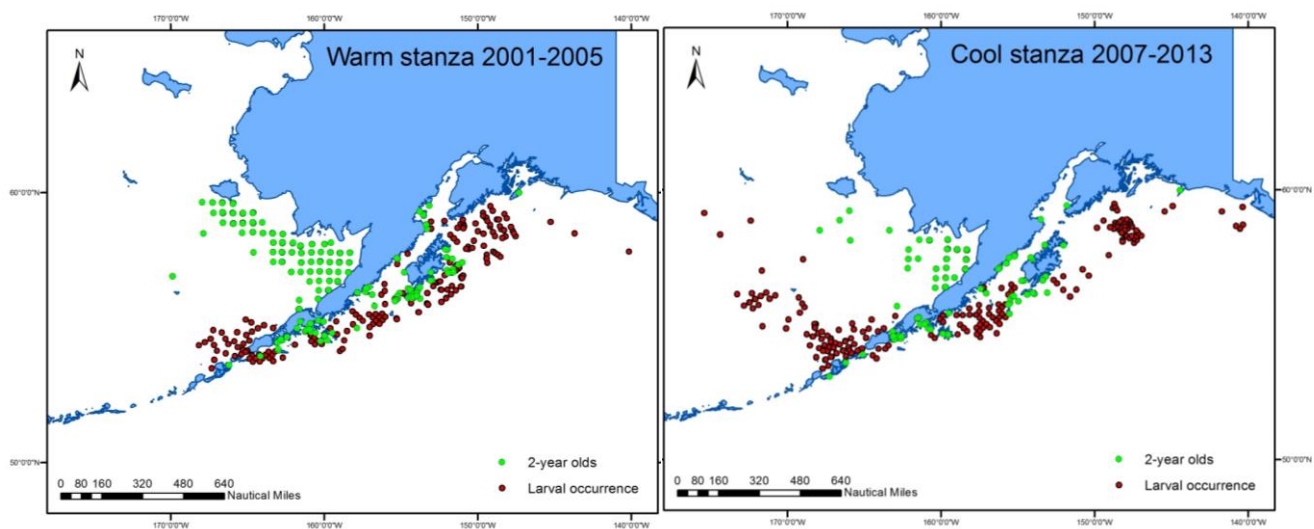 170°0'0"W 160°0'0"W 150°0'0"W 140°0'0"W
N
Warm stanza 2001-2005
60°0'0"N
50°0'0"N
2-year olds
Larval occurrence
0 80 160 320 480 640
Nautical Miles
170°0'0"W 160°0'0"W 150°0'0"W 140°0'0"W
170°0'0"W 160°0'0"W 150°0'0"W 140°0'0"W
N
Cool stanza 2007-2013
60°0'0"N
50°0'0"N
2-year olds
Larval occurrence
0 80 160 320 480 640
Nautical Miles
170°0'0"W 160°0'0"W 150°0'0"W 140°0'0"W